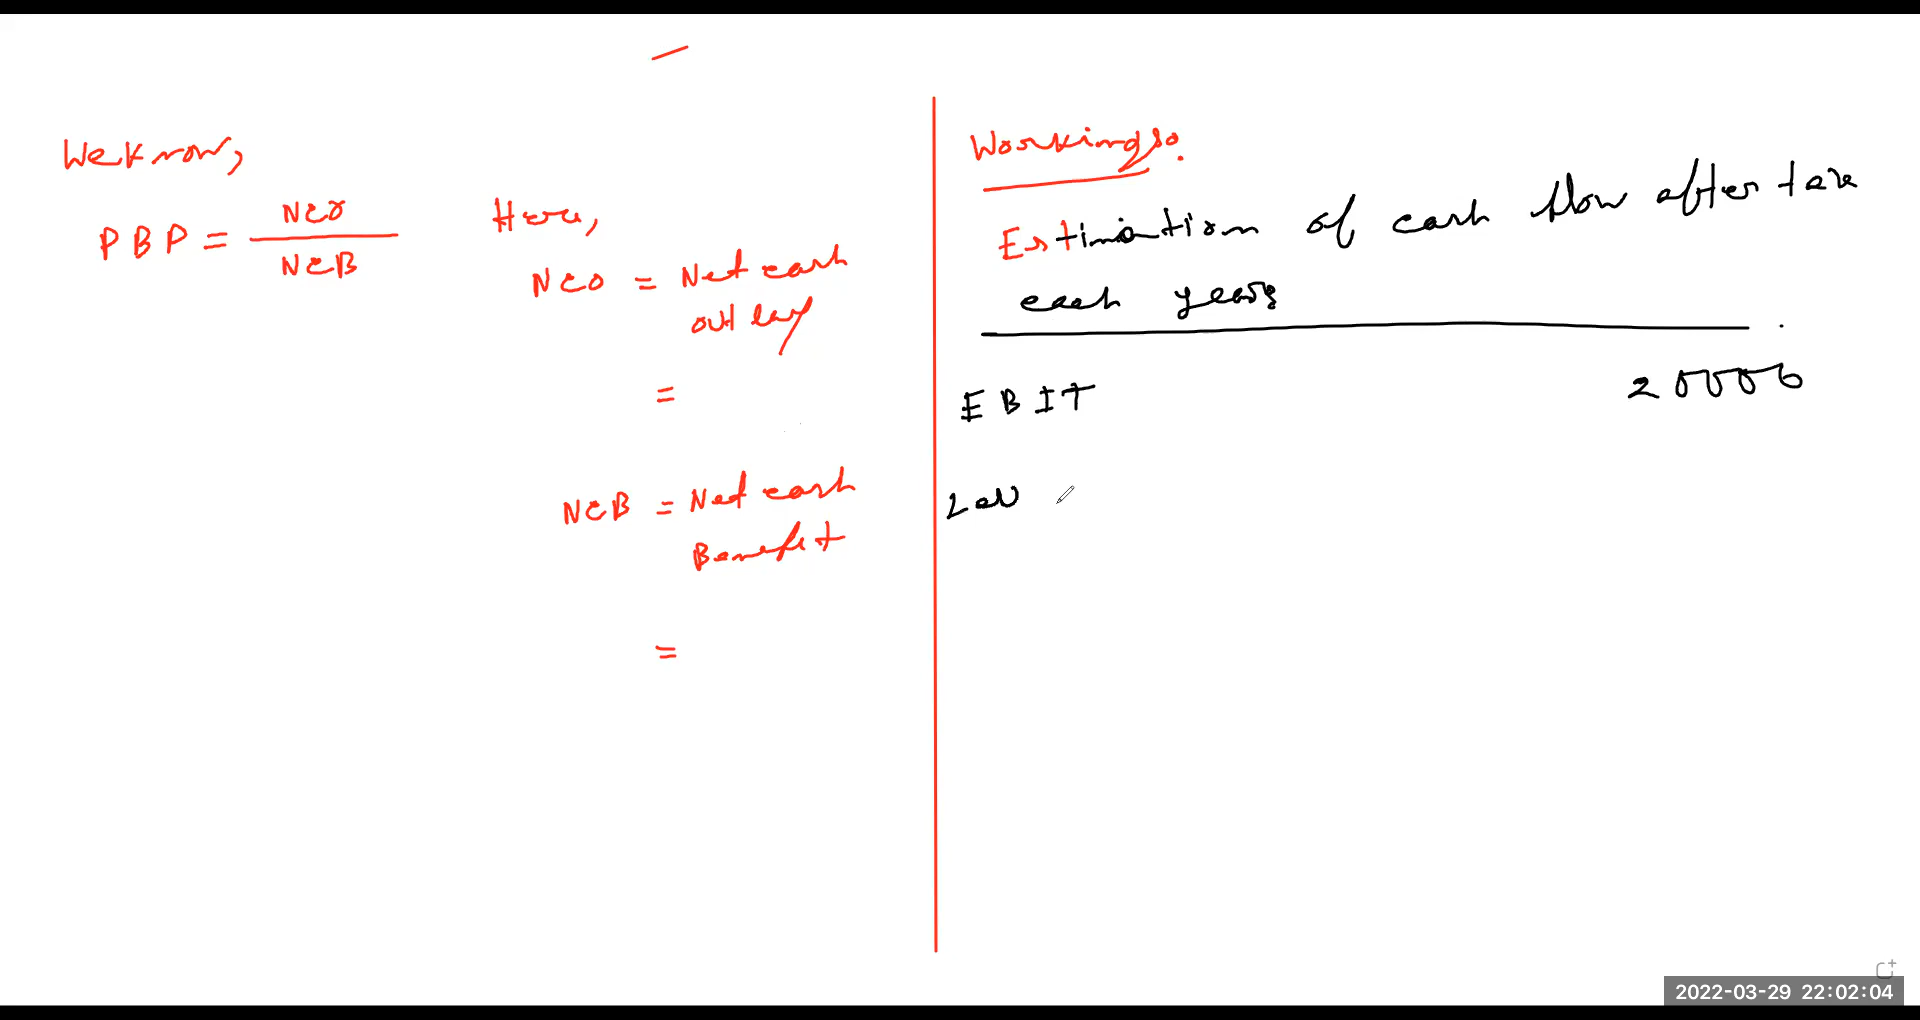 We know,
PBP = NCO / NCB
Here,
NCO = Net cash
out lay
=
NCB = Net cash
Benefit
=
Workings:
Estimation of cash flow after tax
each years
EBIT 20000
2022-03-29 22:02:04